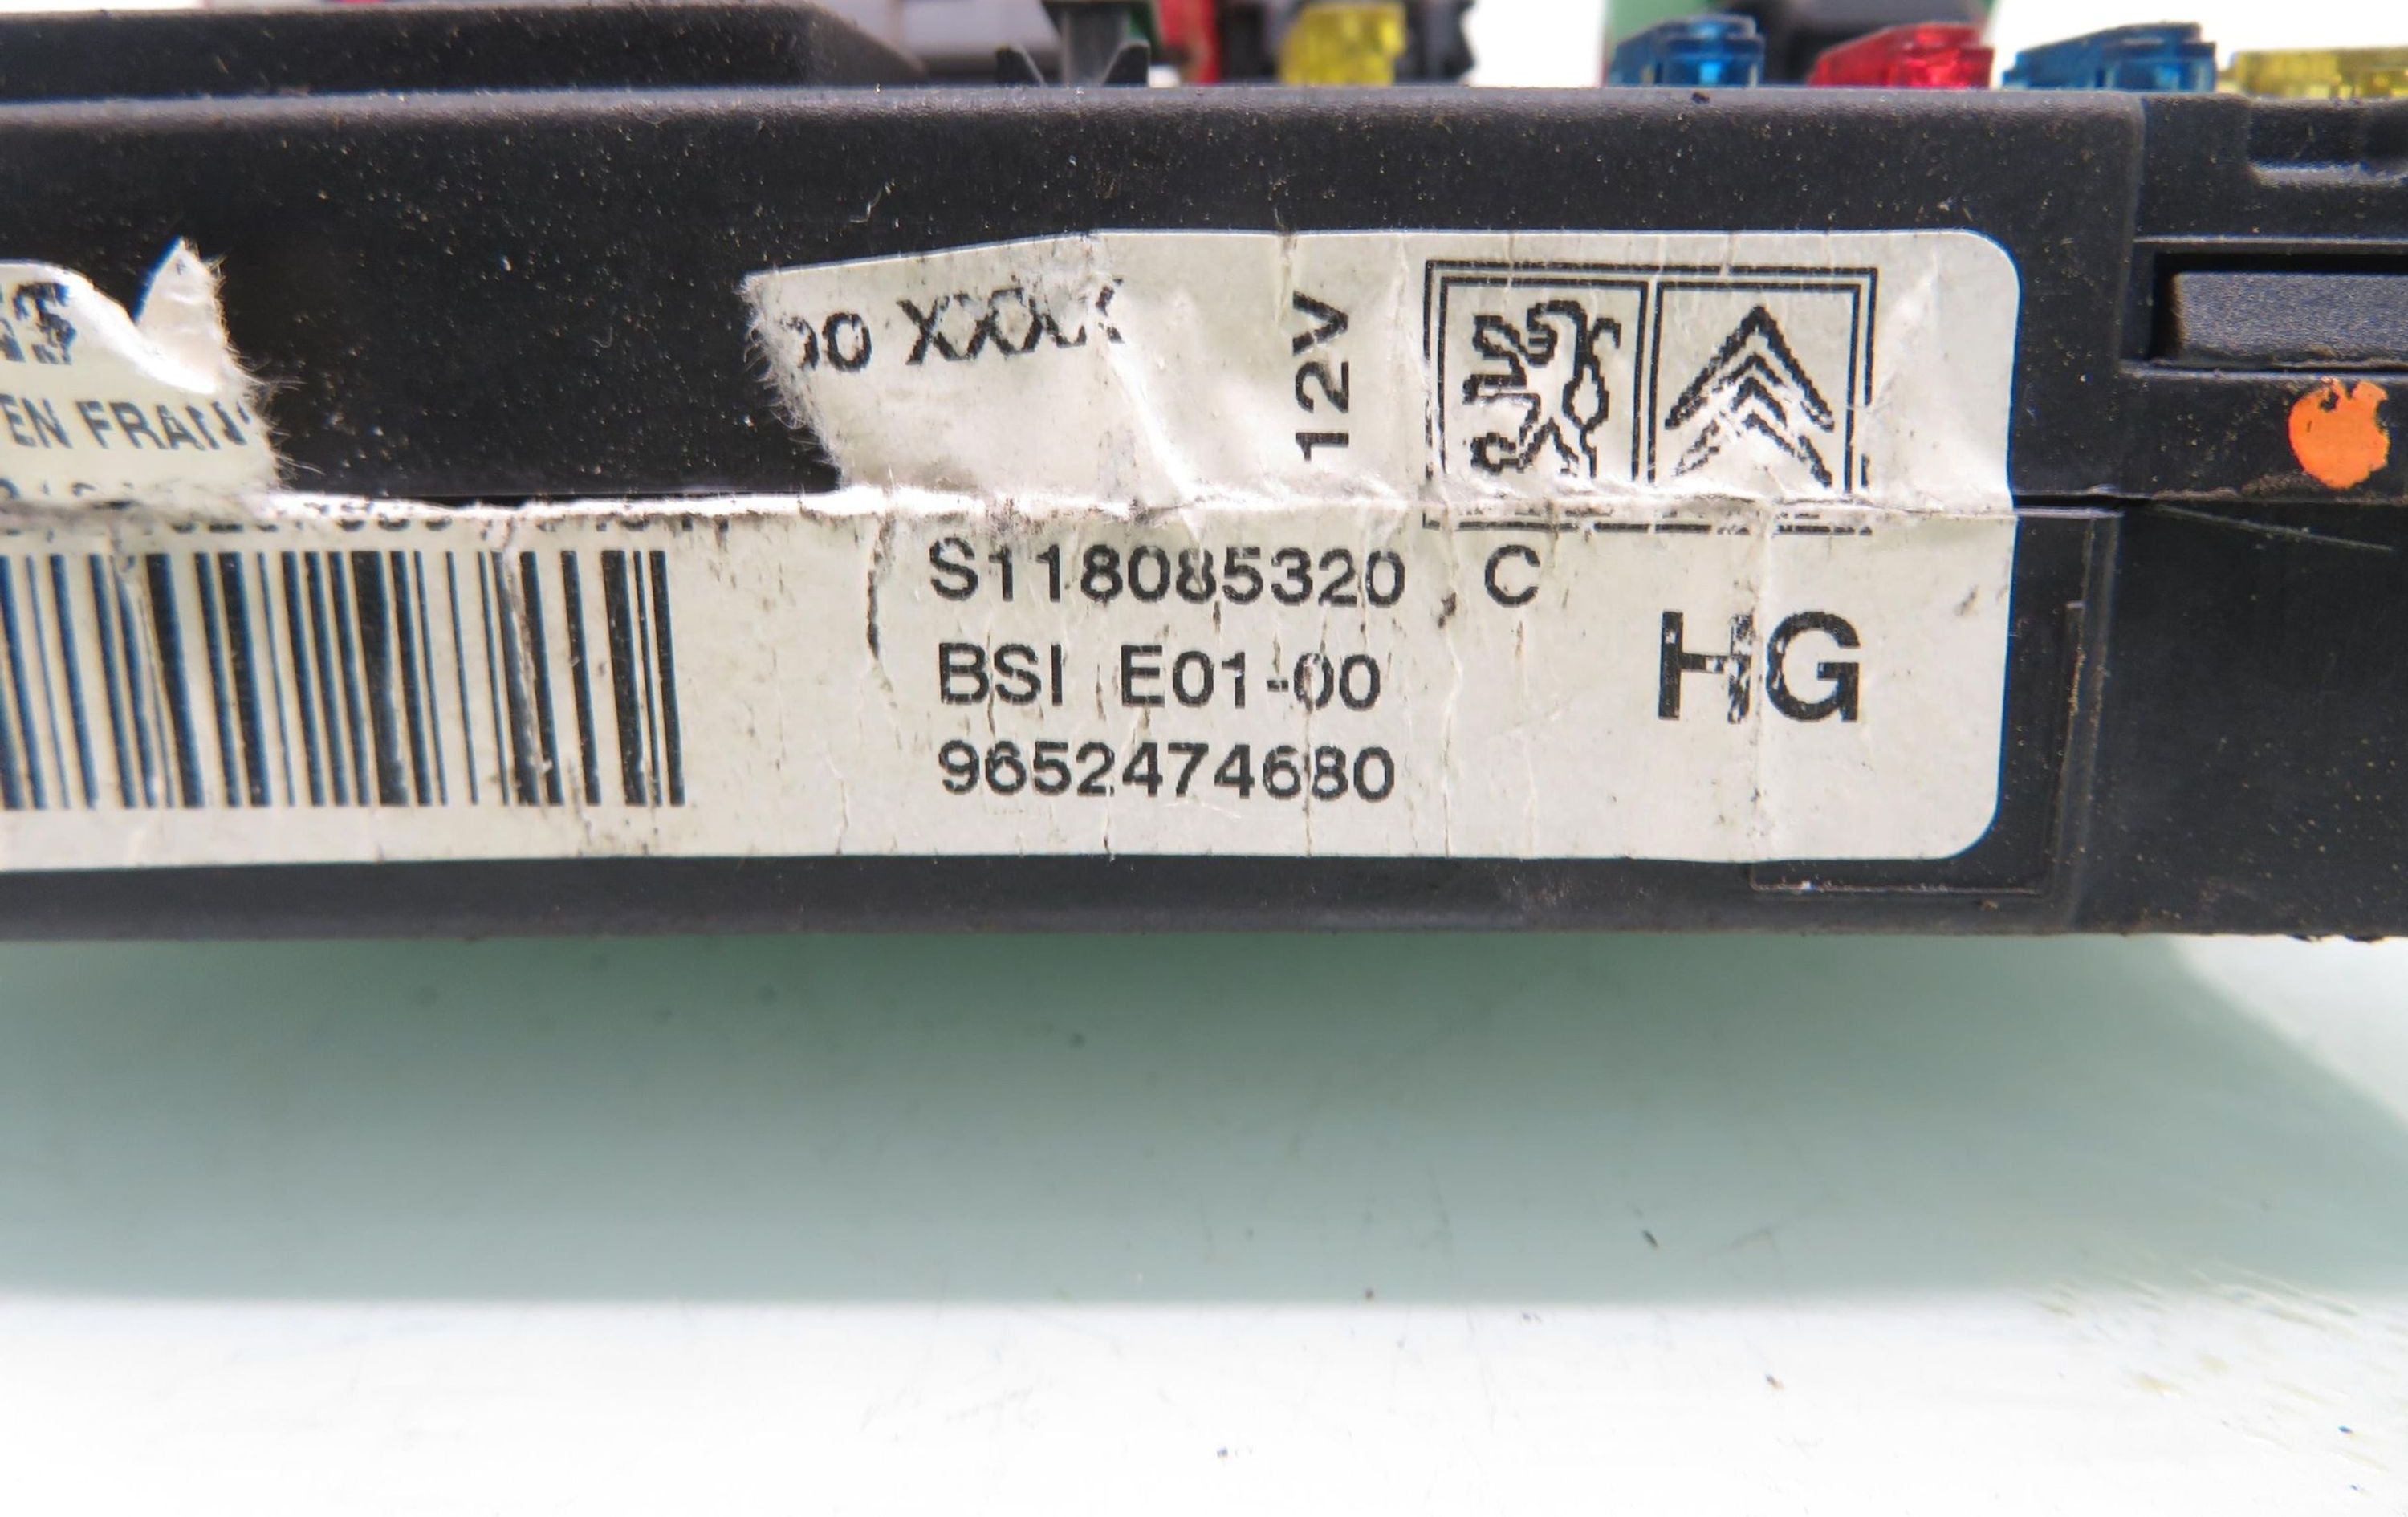 00 XXXX
12V
EN FRAN
S118085320 C
BSI E01-00
HG
9652474680